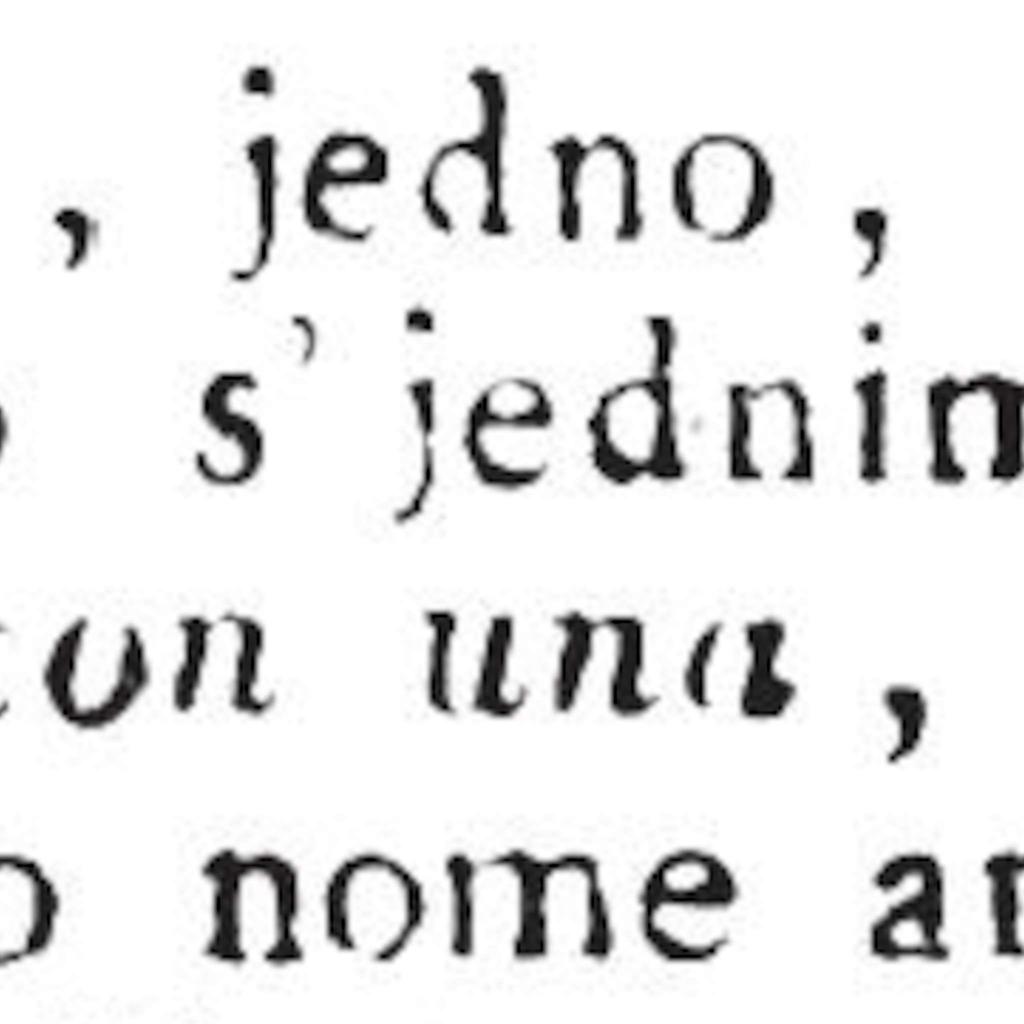 , jedno,
s' jednim
con una,
o nome